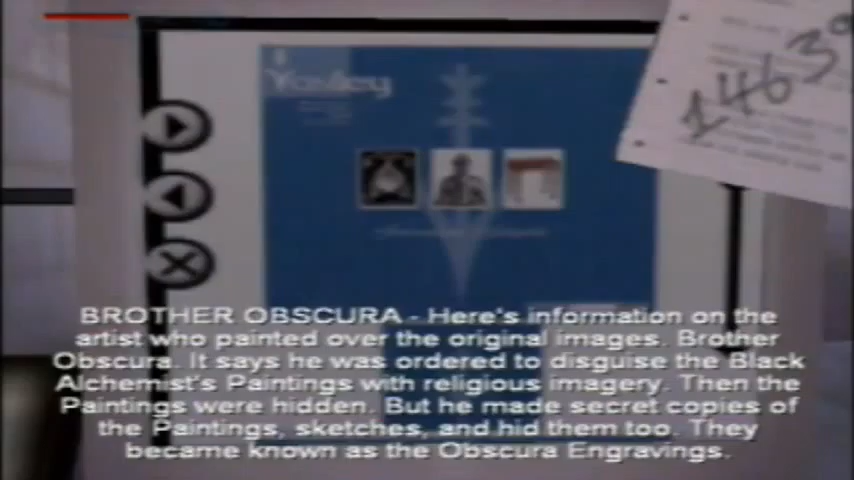 Yaxley
1463
BROTHER OBSCURA - Here's information on the
artist who painted over the original images. Brother
Obscura. It says he was ordered to disguise the Black
Alchemist's Paintings with religious imagery. Then the
Paintings were hidden. But he made secret copies of
the Paintings, sketches, and hid them too. They
became known as the Obscura Engravings.